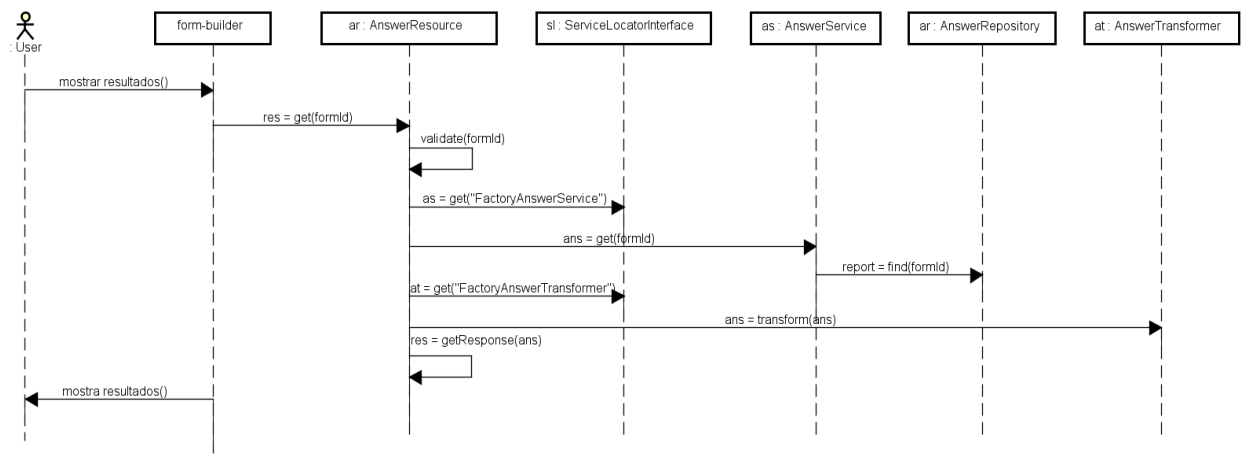 form-builder
ar : AnswerResource
sl : ServiceLocatorInterface
as : AnswerService
ar : AnswerRepository
at : AnswerTransformer
: User
mostrar resultados()
res = get(formId)
validate(formId)
as = get("FactoryAnswerService")
ans = get(formId)
report = find(formId)
at = get("FactoryAnswerTransformer")
ans = transform(ans)
res = getResponse(ans)
mostra resultados()